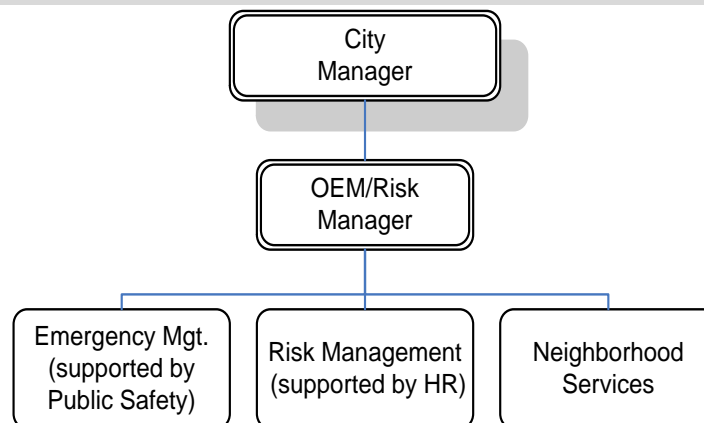 City
Manager
OEM/Risk
Manager
Emergency Mgt.
(supported by
Public Safety)
Risk Management
(supported by HR)
Neighborhood
Services